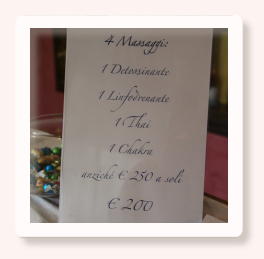 4 Massaggi:
1 Detossinante
1 Linfodrenante
1 Thai
1 Chakra
anziché € 250 a soli
€ 200